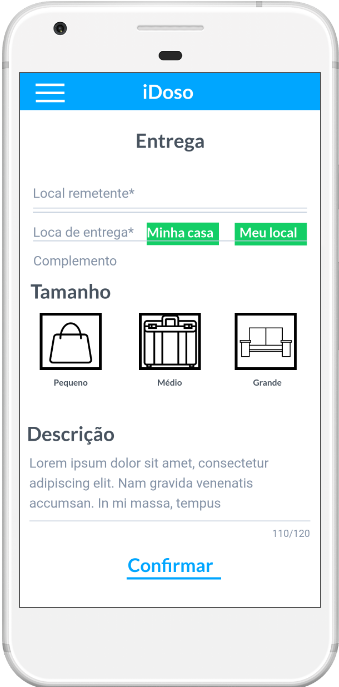 iDoso
Entrega
Local remetente*
Loca de entrega* Minha casa Meu local
Complemento
Tamanho
Pequeno Médio Grande
Descrição
Lorem ipsum dolor sit amet, consectetur
adipiscing elit. Nam gravida venenatis
accumsan. In mi massa, tempus
110/120
Confirmar